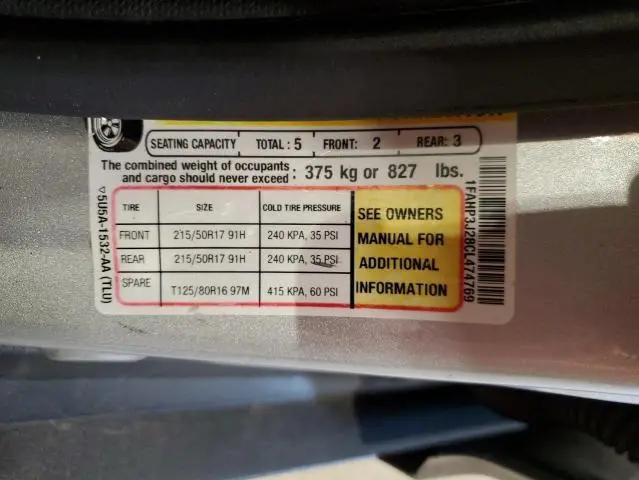 SEATING CAPACITY TOTAL : 5 FRONT: 2 REAR: 3
The combined weight of occupants
and cargo should never exceed : 375 kg or 827 lbs.
TIRE SIZE COLD TIRE PRESSURE
FRONT 215/50R17 91H 240 KPA, 35 PSI
REAR 215/50R17 91H 240 KPA, 35 PSI
SPARE T125/80R16 97M 415 KPA, 60 PSI
SEE OWNERS
MANUAL FOR
ADDITIONAL
INFORMATION
5U5A-1532-AA (TLU)
1FAHP3J28CL474769